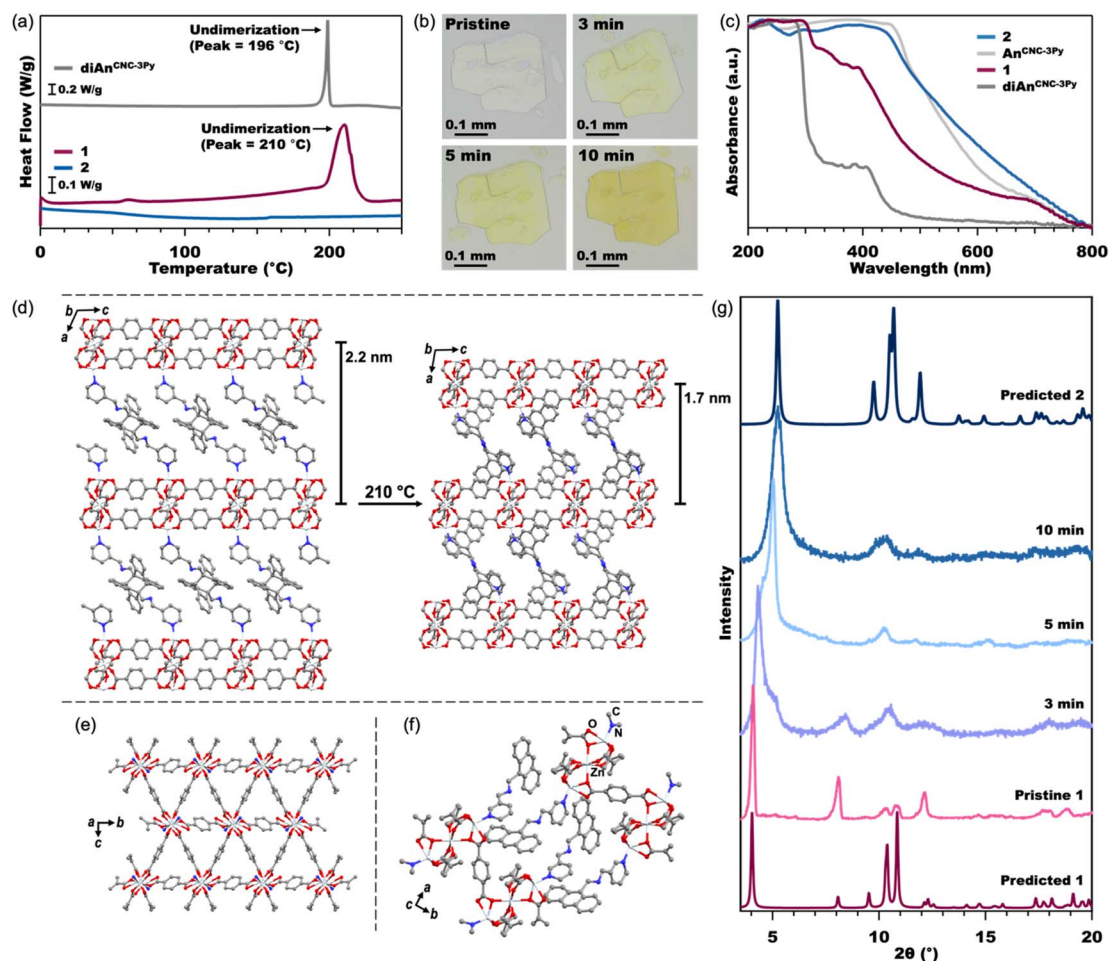 (a)
Heat Flow (W/g)
Undimerization
(Peak = 196 °C)
diAn^CNC-3Py
0.2 W/g
Undimerization
(Peak = 210 °C)
1
2
0.1 W/g
0
100
200
Temperature (°C)
(b)
Pristine
0.1 mm
3 min
0.1 mm
5 min
0.1 mm
10 min
0.1 mm
(c)
Absorbance (a.u.)
2
An^CNC-3Py
1
diAn^CNC-3Py
200
400
600
800
Wavelength (nm)
(d)
b
c
a
2.2 nm
210 °C
b
c
a
1.7 nm
(e)
a
b
c
(f)
C
N
O
Zn
a
c
b
(g)
Intensity
Predicted 2
10 min
5 min
3 min
Pristine 1
Predicted 1
5
10
15
20
2θ (°)